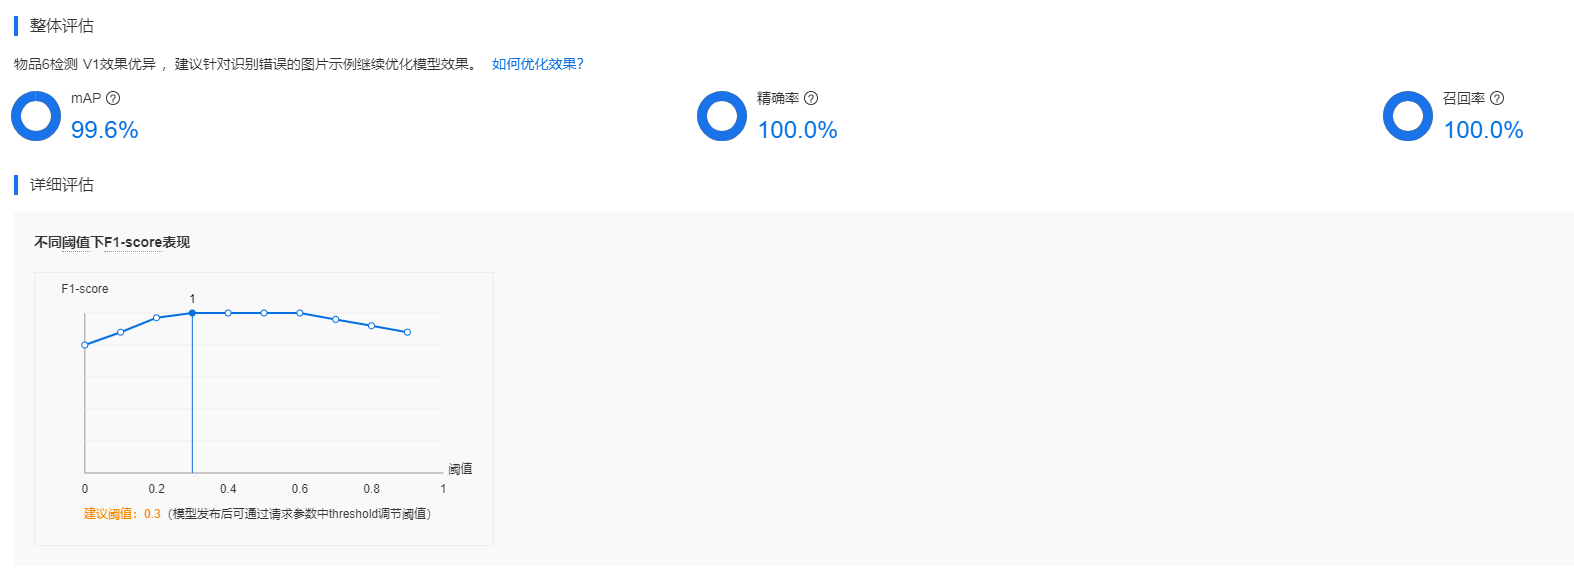 整体评估
物品6检测 V1效果优异 ，建议针对识别错误的图片示例继续优化模型效果。 如何优化效果?
mAP ?
99.6%
精确率 ?
100.0%
召回率 ?
100.0%
详细评估
不同阈值下F1-score表现
F1-score
1
阈值
0 0.2 0.4 0.6 0.8 1
建议阈值：0.3（模型发布后可通过请求参数中threshold调节阈值）